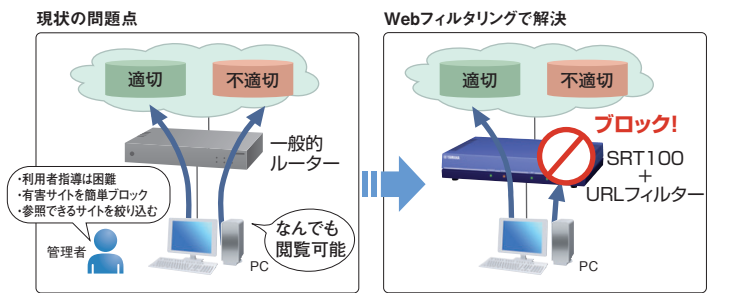 現状の問題点
適切
不適切
一般的
ルーター
・利用者指導は困難
・有害サイトを簡単ブロック
・参照できるサイトを絞り込む
管理者
なんでも
閲覧可能
PC
Webフィルタリングで解決
適切
不適切
ブロック!
YAMAHA
SRT100
+
URLフィルター
PC